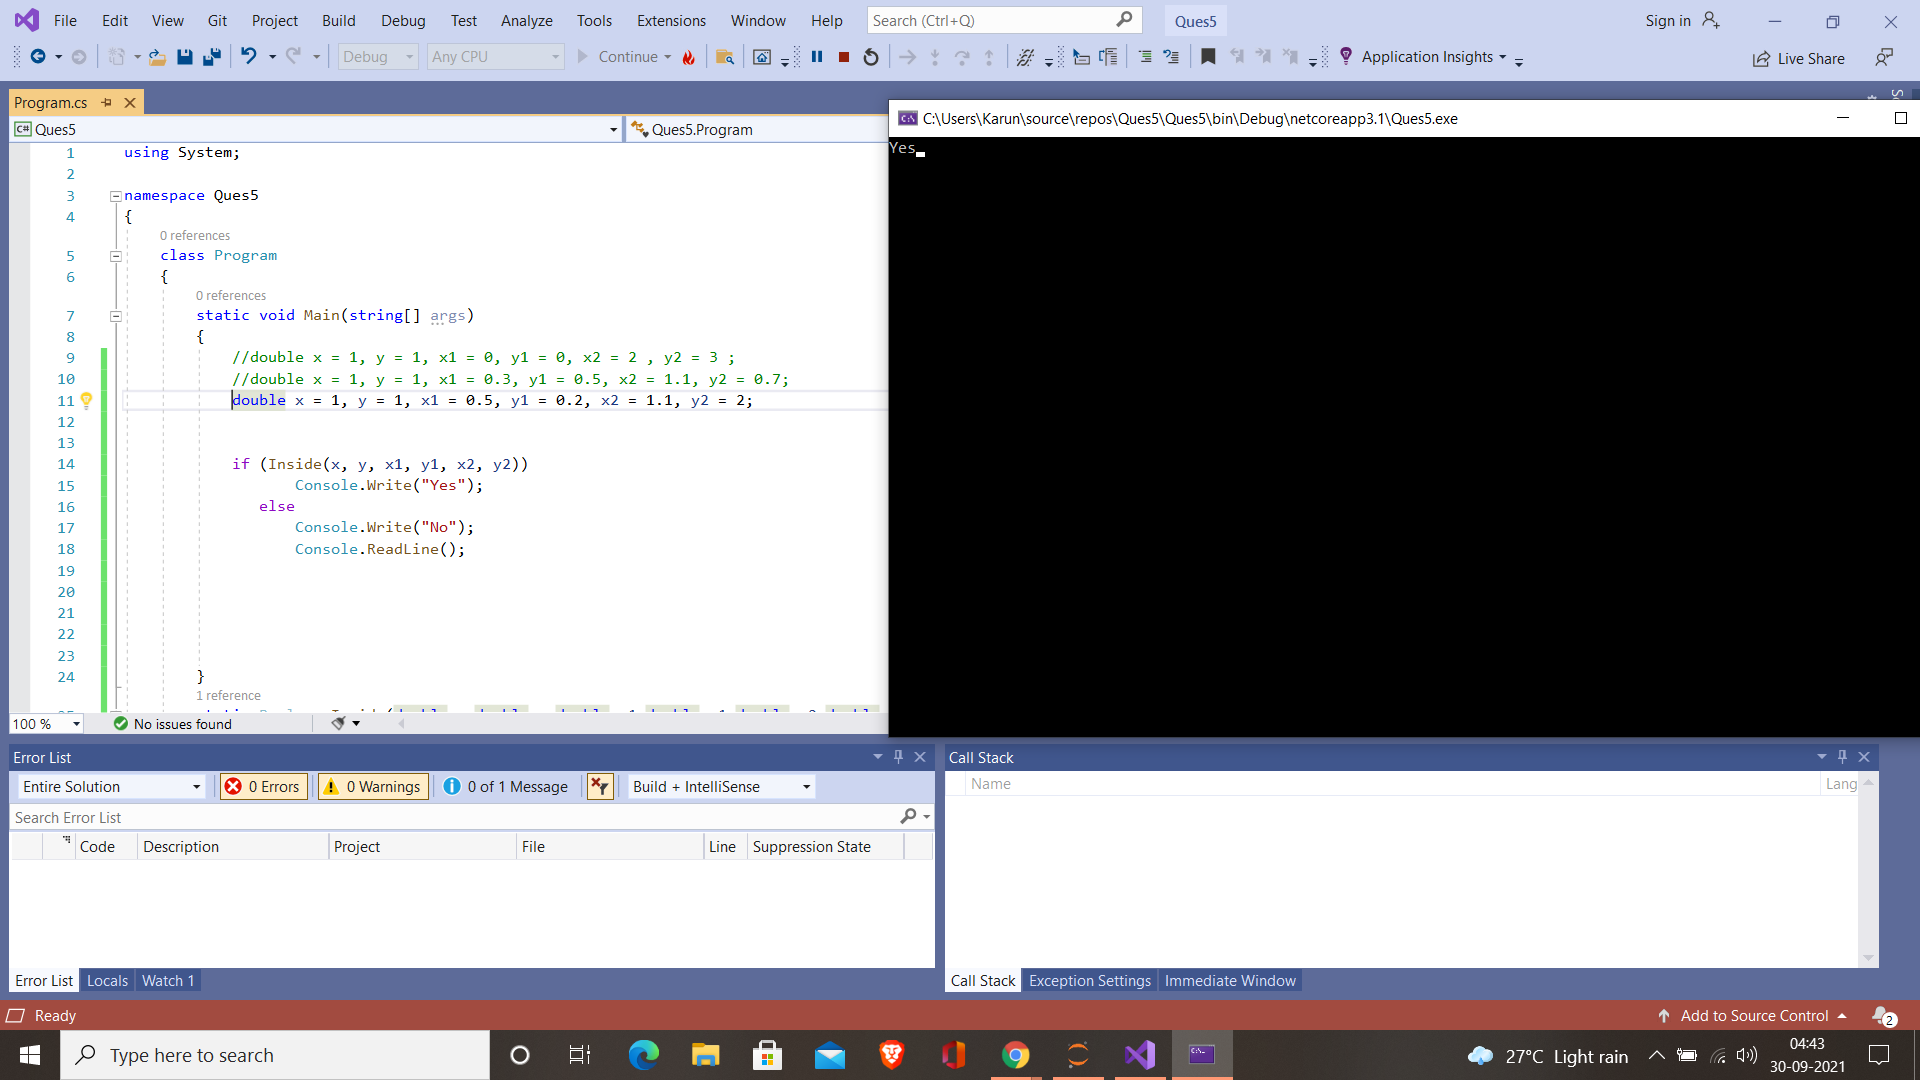 File Edit View Git Project Build Debug Test Analyze Tools Extensions Window Help Search (Ctrl+Q) Ques5 Sign in
Debug Any CPU Continue Application Insights Live Share
Program.cs
C# Ques5 Ques5.Program
C:\Users\Karun\source\repos\Ques5\Ques5\bin\Debug\netcoreapp3.1\Ques5.exe
Yes
1 using System;
2
3 namespace Ques5
4 {
0 references
5 class Program
6 {
0 references
7 static void Main(string[] args)
8 {
9 //double x = 1, y = 1, x1 = 0, y1 = 0, x2 = 2 , y2 = 3 ;
10 //double x = 1, y = 1, x1 = 0.3, y1 = 0.5, x2 = 1.1, y2 = 0.7;
11 double x = 1, y = 1, x1 = 0.5, y1 = 0.2, x2 = 1.1, y2 = 2;
12
13
14 if (Inside(x, y, x1, y1, x2, y2))
15 Console.Write("Yes");
16 else
17 Console.Write("No");
18 Console.ReadLine();
19
20
21
22
23
24 }
1 reference
100 % No issues found
Error List
Entire Solution 0 Errors 0 Warnings 0 of 1 Message Build + IntelliSense
Search Error List
Code Description Project File Line Suppression State
Error List Locals Watch 1
Call Stack
Name Lang
Call Stack Exception Settings Immediate Window
Ready Add to Source Control 2
Type here to search 27°C Light rain 04:43
30-09-2021